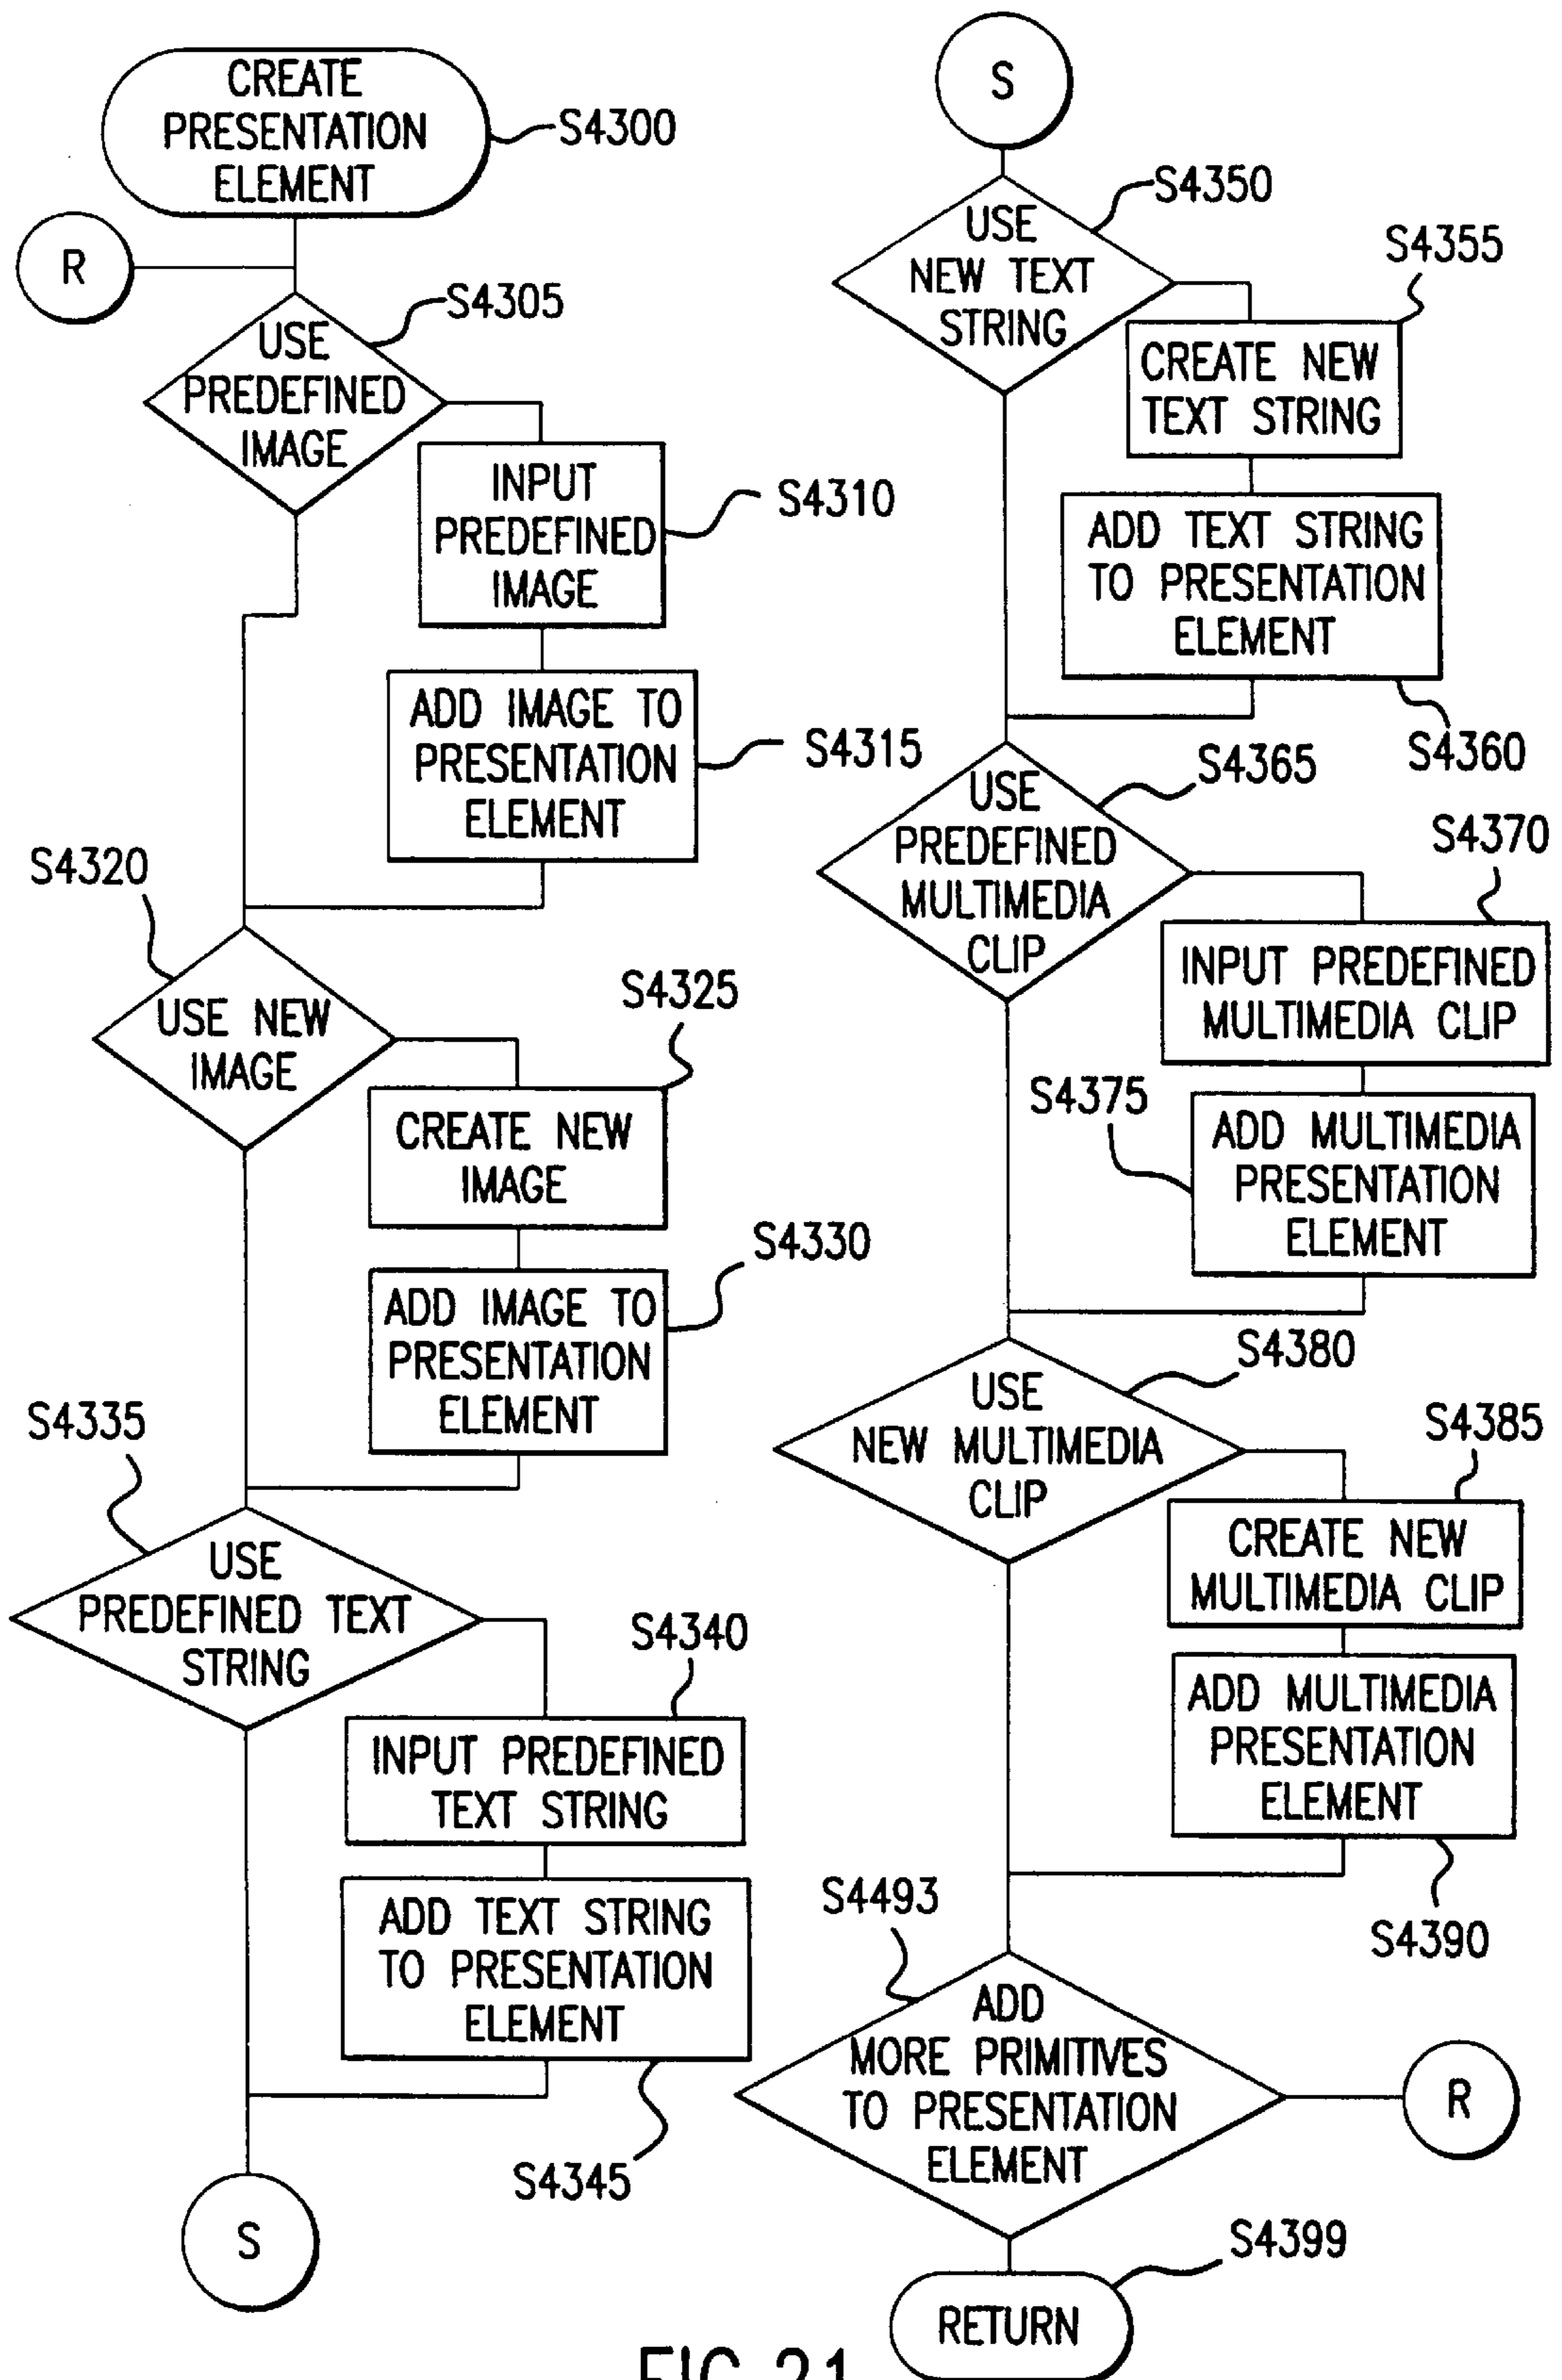 CREATE
PRESENTATION
ELEMENT
S4300
R
S4305
USE
PREDEFINED
IMAGE
INPUT
PREDEFINED
IMAGE
S4310
ADD IMAGE TO
PRESENTATION
ELEMENT
S4315
S4320
USE NEW
IMAGE
S4325
CREATE NEW
IMAGE
S4330
ADD IMAGE TO
PRESENTATION
ELEMENT
S4335
USE
PREDEFINED TEXT
STRING
S4340
INPUT PREDEFINED
TEXT STRING
ADD TEXT STRING
TO PRESENTATION
ELEMENT
S4345
S
S
S4350
USE
NEW TEXT
STRING
S4355
CREATE NEW
TEXT STRING
ADD TEXT STRING
TO PRESENTATION
ELEMENT
S4360
S4365
USE
PREDEFINED
MULTIMEDIA
CLIP
S4370
INPUT PREDEFINED
MULTIMEDIA CLIP
S4375
ADD MULTIMEDIA
PRESENTATION
ELEMENT
S4380
USE
NEW MULTIMEDIA
CLIP
S4385
CREATE NEW
MULTIMEDIA CLIP
ADD MULTIMEDIA
PRESENTATION
ELEMENT
S4390
S4493
ADD
MORE PRIMITIVES
TO PRESENTATION
ELEMENT
R
S4399
RETURN
FIG.21